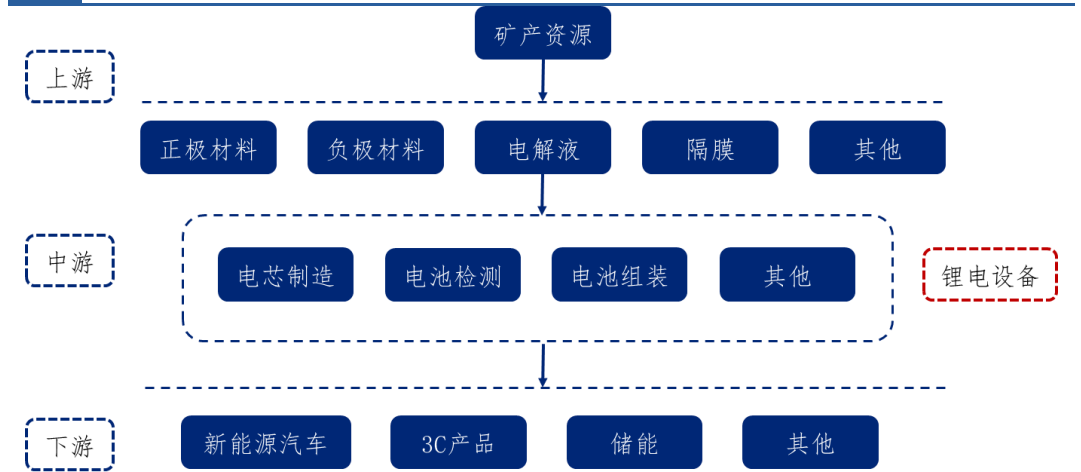 矿产资源
上游
正极材料
负极材料
电解液
隔膜
其他
中游
电芯制造
电池检测
电池组装
其他
锂电设备
下游
新能源汽车
3C产品
储能
其他